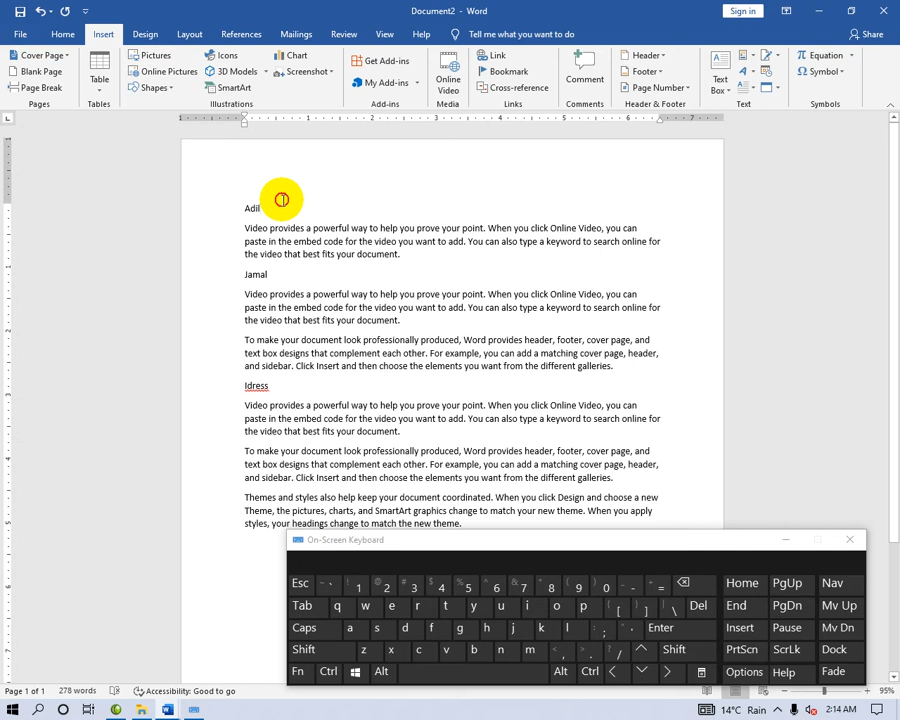 Document2 - Word
Sign in
File Home Insert Design Layout References Mailings Review View Help Tell me what you want to do Share
Cover Page
Blank Page
Page Break
Pages
Table
Tables
Pictures
Online Pictures
Shapes
Icons
3D Models
SmartArt
Chart
Screenshot
Illustrations
Get Add-ins
My Add-ins
Add-ins
Online Video
Media
Link
Bookmark
Cross-reference
Links
Comment
Comments
Header
Footer
Page Number
Header & Footer
Text Box
Text
Equation
Symbol
Symbols
Adil
Video provides a powerful way to help you prove your point. When you click Online Video, you can
paste in the embed code for the video you want to add. You can also type a keyword to search online for
the video that best fits your document.
Jamal
Video provides a powerful way to help you prove your point. When you click Online Video, you can
paste in the embed code for the video you want to add. You can also type a keyword to search online for
the video that best fits your document.
To make your document look professionally produced, Word provides header, footer, cover page, and
text box designs that complement each other. For example, you can add a matching cover page, header,
and sidebar. Click Insert and then choose the elements you want from the different galleries.
Idress
Video provides a powerful way to help you prove your point. When you click Online Video, you can
paste in the embed code for the video you want to add. You can also type a keyword to search online for
the video that best fits your document.
To make your document look professionally produced, Word provides header, footer, cover page, and
text box designs that complement each other. For example, you can add a matching cover page, header,
and sidebar. Click Insert and then choose the elements you want from the different galleries.
Themes and styles also help keep your document coordinated. When you click Design and choose a new
Theme, the pictures, charts, and SmartArt graphics change to match your new theme. When you apply
styles, your headings change to match the new theme.
On-Screen Keyboard
Esc ~ ` ! 1 @ 2 # 3 $ 4 % 5 ^ 6 & 7 * 8 ( 9 ) 0 _ - + = Home PgUp Nav
Tab q w e r t y u i o p { [ } ] | \ Del End PgDn Mv Up
Caps a s d f g h j k l : ; " ' Enter Insert Pause Mv Dn
Shift z x c v b n m < , > . ? / Shift PrtScn ScrLk Dock
Fn Ctrl Alt Alt Ctrl Options Help Fade
Page 1 of 1 278 words Accessibility: Good to go 95%
14°C Rain 2:14 AM